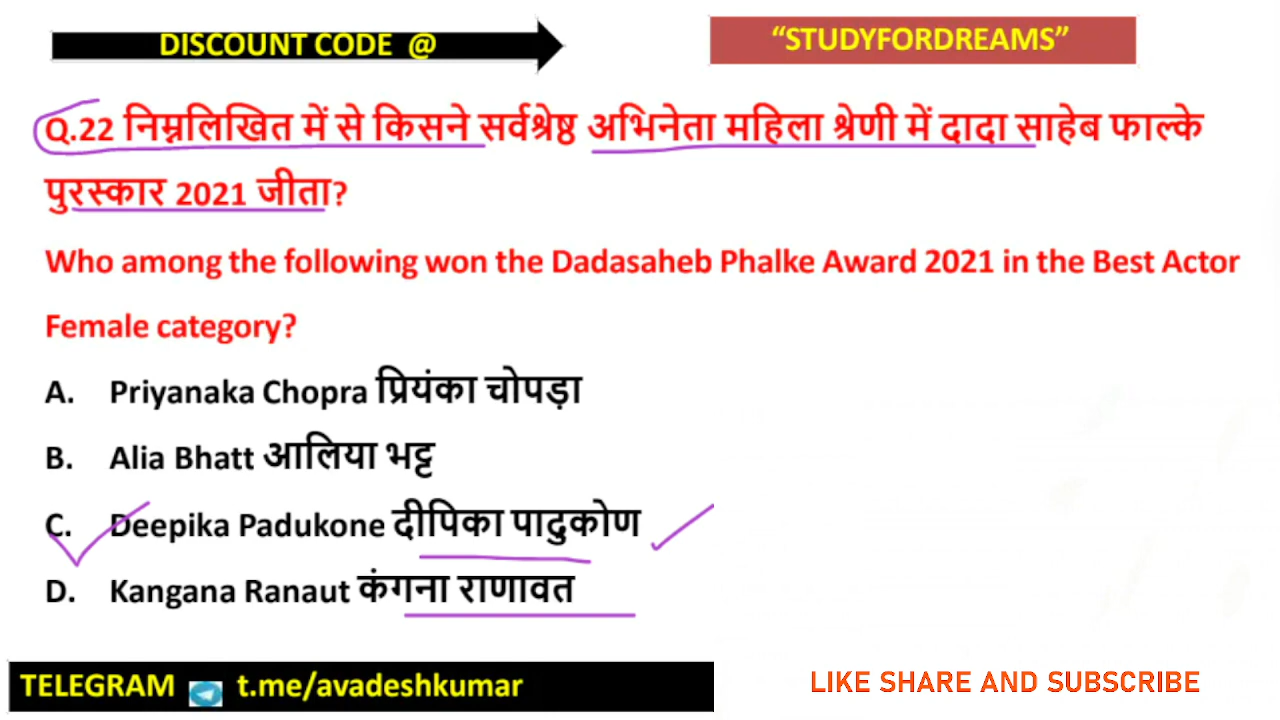 DISCOUNT CODE @
“STUDYFORDREAMS”
Q.22 निम्नलिखित में से किसने सर्वश्रेष्ठ अभिनेता महिला श्रेणी में दादा साहेब फाल्के
पुरस्कार 2021 जीता?
Who among the following won the Dadasaheb Phalke Award 2021 in the Best Actor
Female category?
A. Priyanaka Chopra प्रियंका चोपड़ा
B. Alia Bhatt आलिया भट्ट
C. Deepika Padukone दीपिका पादुकोण
D. Kangana Ranaut कंगना राणावत
TELEGRAM t.me/avadeshkumar
LIKE SHARE AND SUBSCRIBE